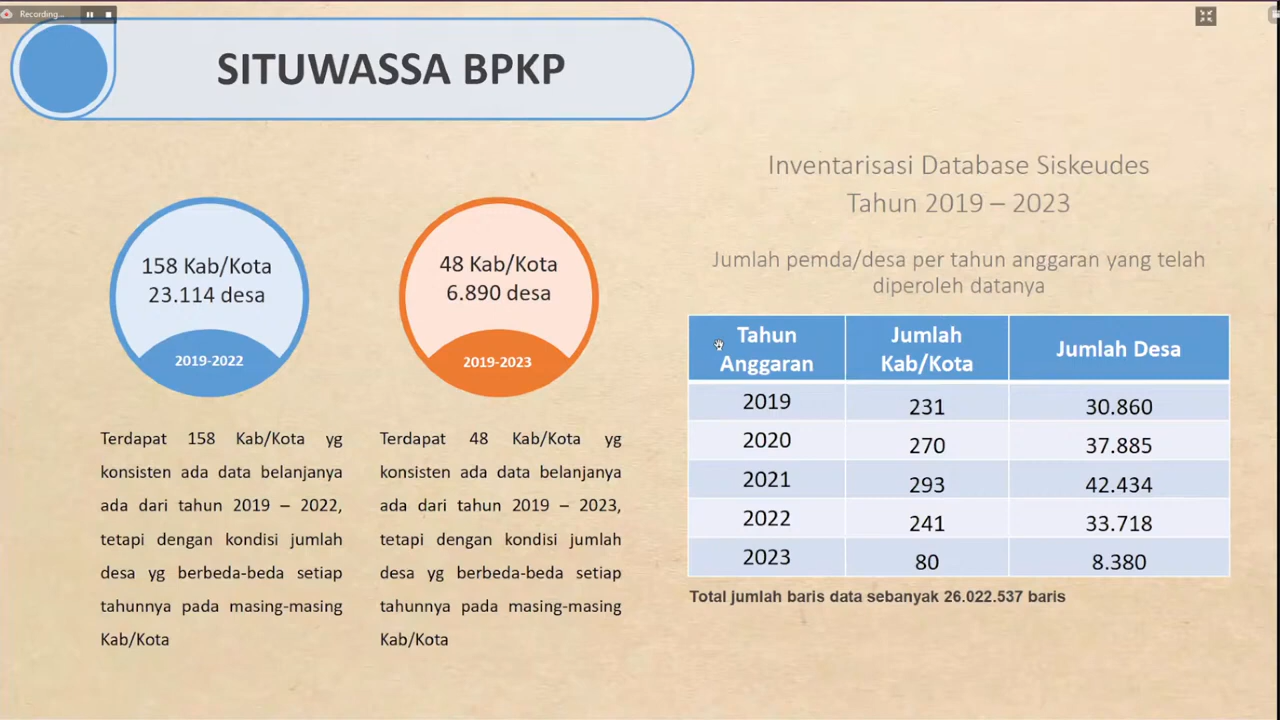 Recording...
SITUWASSA BPKP
158 Kab/Kota
23.114 desa
2019-2022
48 Kab/Kota
6.890 desa
2019-2023
Terdapat 158 Kab/Kota yg
konsisten ada data belanjanya
ada dari tahun 2019 – 2022,
tetapi dengan kondisi jumlah
desa yg berbeda-beda setiap
tahunnya pada masing-masing
Kab/Kota
Terdapat 48 Kab/Kota yg
konsisten ada data belanjanya
ada dari tahun 2019 – 2023,
tetapi dengan kondisi jumlah
desa yg berbeda-beda setiap
tahunnya pada masing-masing
Kab/Kota
Inventarisasi Database Siskeudes
Tahun 2019 – 2023
Jumlah pemda/desa per tahun anggaran yang telah
diperoleh datanya
Tahun Anggaran Jumlah Kab/Kota Jumlah Desa
2019 231 30.860
2020 270 37.885
2021 293 42.434
2022 241 33.718
2023 80 8.380
Total jumlah baris data sebanyak 26.022.537 baris